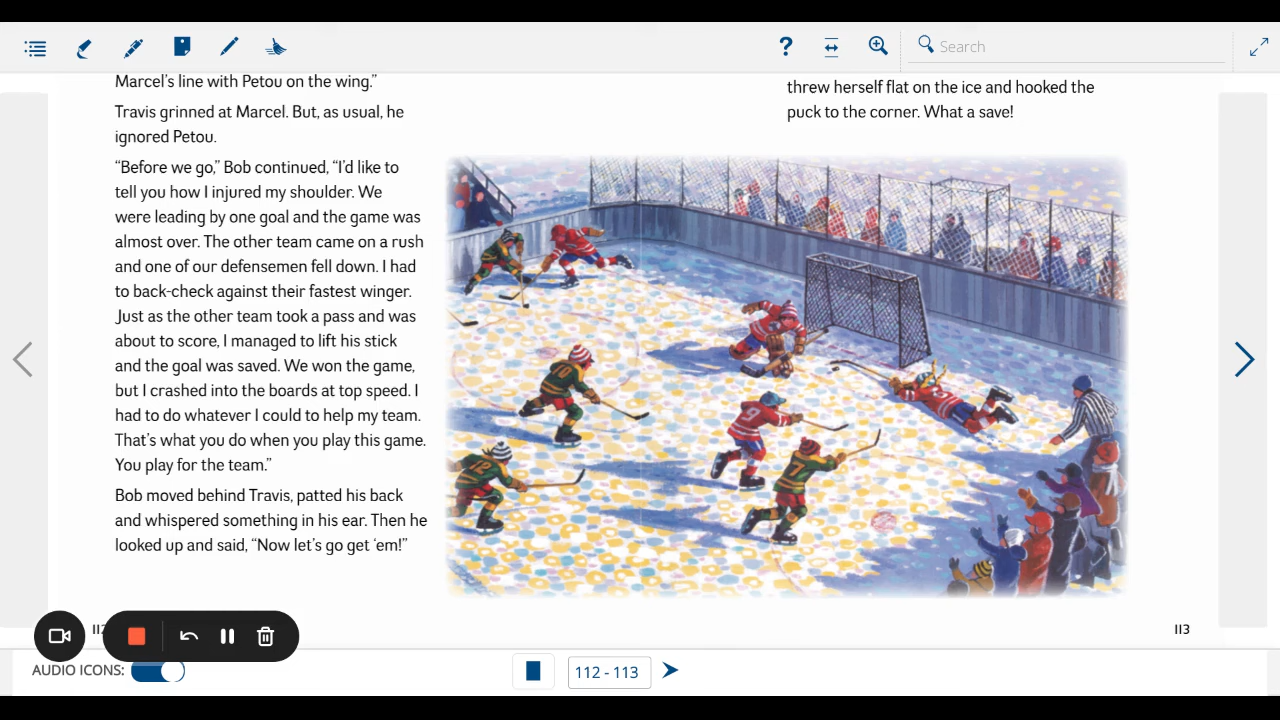 Search
Marcel’s line with Petou on the wing.”
Travis grinned at Marcel. But, as usual, he
ignored Petou.
“Before we go,” Bob continued, “I’d like to
tell you how I injured my shoulder. We
were leading by one goal and the game was
almost over. The other team came on a rush
and one of our defensemen fell down. I had
to back-check against their fastest winger.
Just as the other team took a pass and was
about to score, I managed to lift his stick
and the goal was saved. We won the game,
but I crashed into the boards at top speed. I
had to do whatever I could to help my team.
That’s what you do when you play this game.
You play for the team.”
Bob moved behind Travis, patted his back
and whispered something in his ear. Then he
looked up and said, “Now let’s go get ‘em!”
threw herself flat on the ice and hooked the
puck to the corner. What a save!
10
9
12
7
113
AUDIO ICONS:
112 - 113